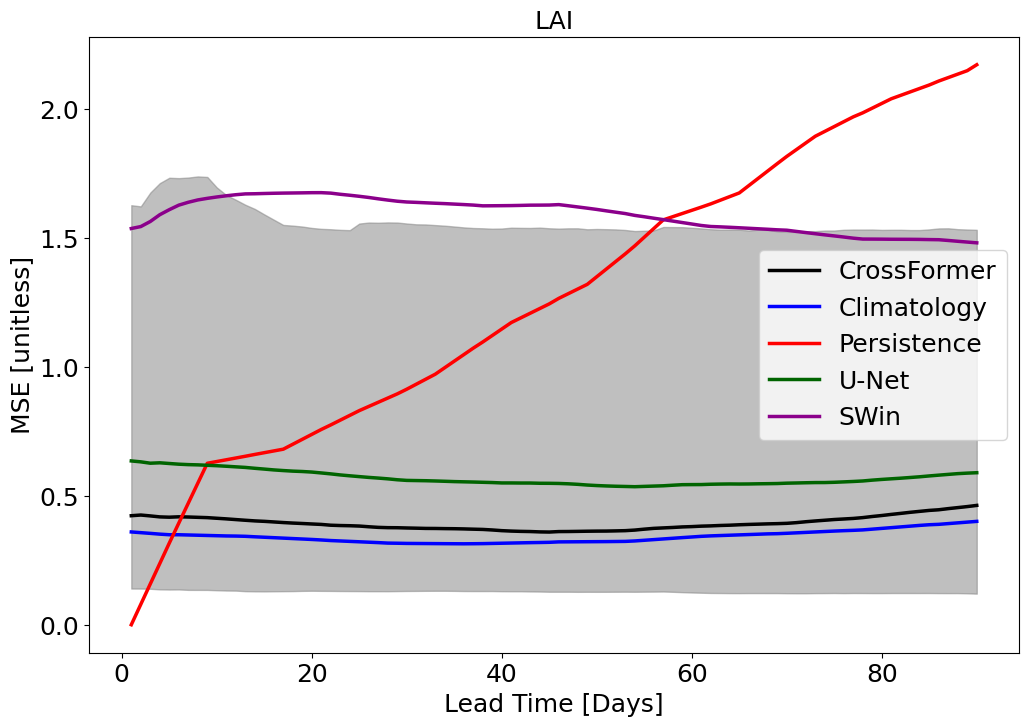 LAI
MSE [unitless]
2.0
1.5
1.0
0.5
0.0
CrossFormer
Climatology
Persistence
U-Net
SWin
0 20 40 60 80
Lead Time [Days]